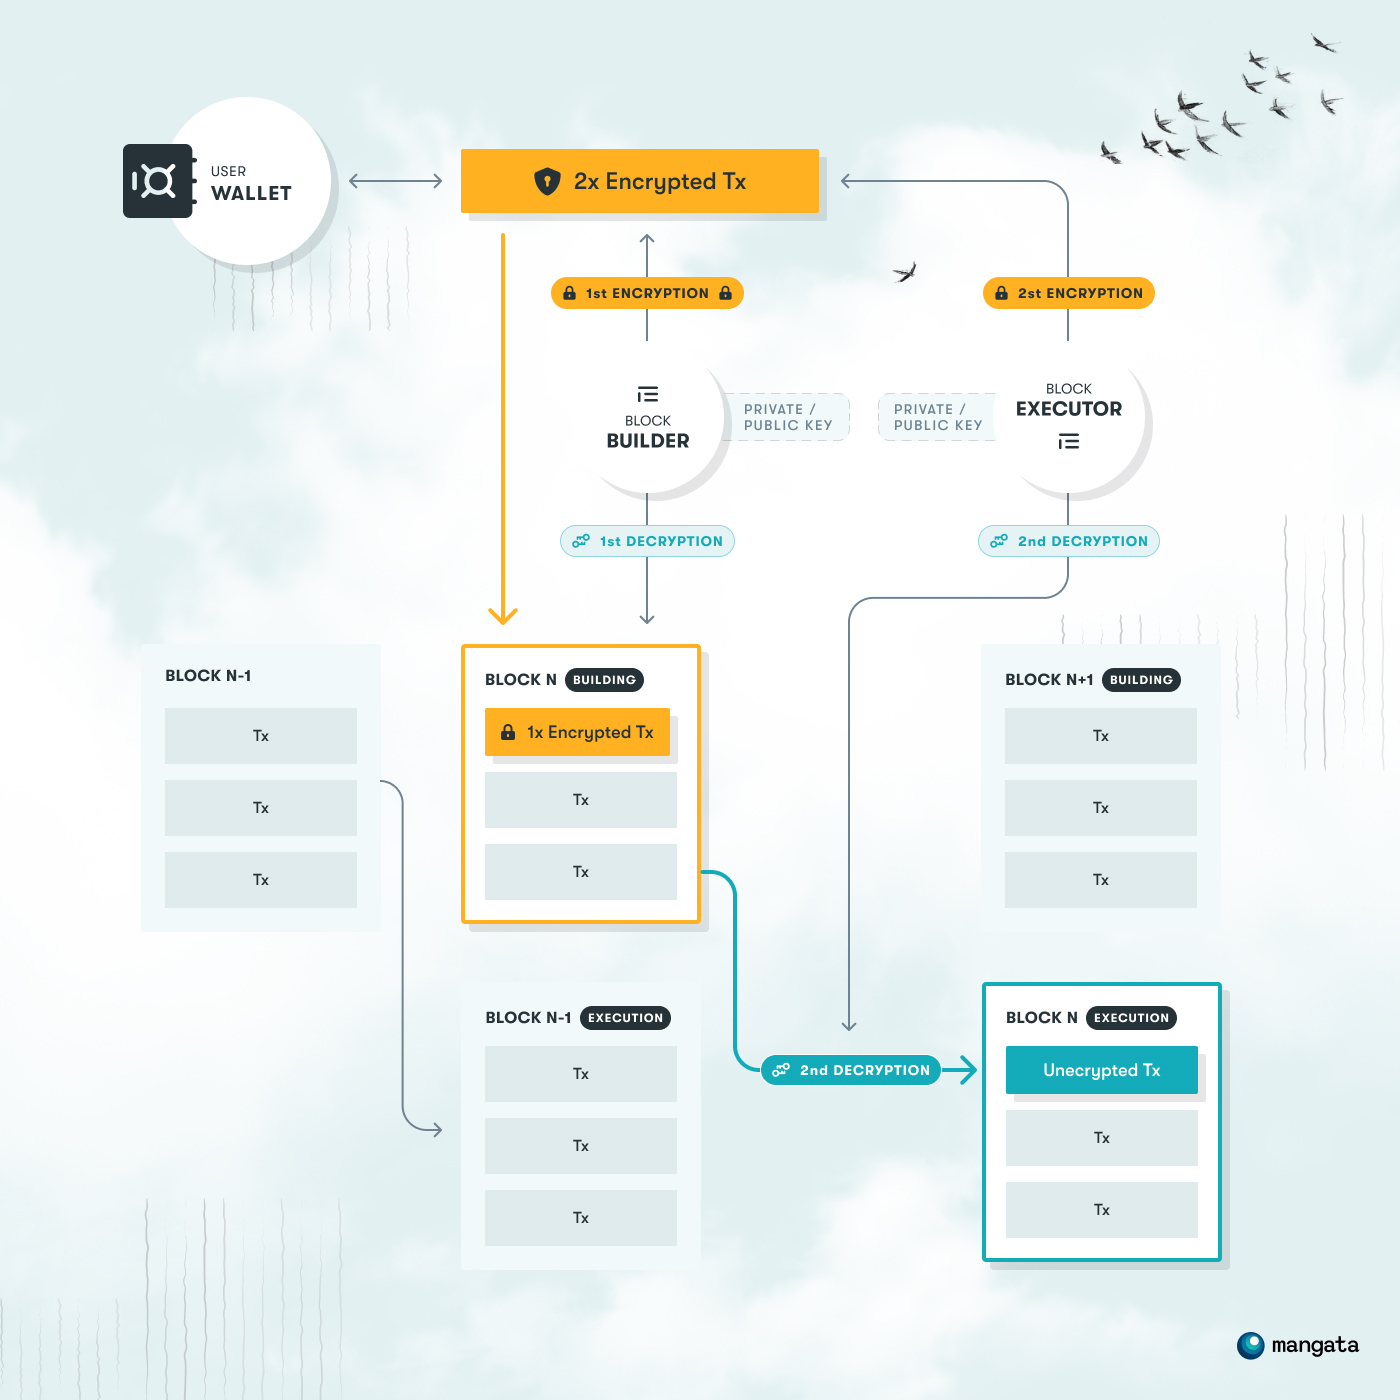 USER
WALLET
2x Encrypted Tx
1st ENCRYPTION
2st ENCRYPTION
BLOCK
BUILDER
PRIVATE /
PUBLIC KEY
PRIVATE /
PUBLIC KEY
BLOCK
EXECUTOR
1st DECRYPTION
2nd DECRYPTION
BLOCK N-1
Tx
Tx
Tx
BLOCK N BUILDING
1x Encrypted Tx
Tx
Tx
BLOCK N+1 BUILDING
Tx
Tx
Tx
BLOCK N-1 EXECUTION
Tx
Tx
Tx
2nd DECRYPTION
BLOCK N EXECUTION
Unecrypted Tx
Tx
Tx
mangata